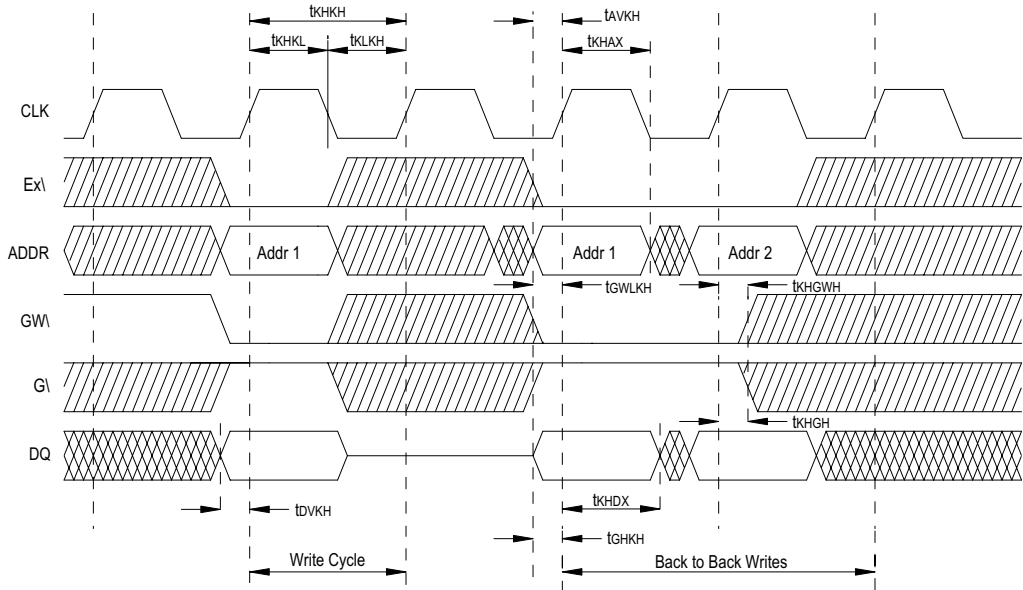 tKHKH
tAVKH
tKHKL
tKLKH
tKHAX
CLK
Ex\
ADDR
Addr 1
Addr 1
Addr 2
tGWLKH
tKHGWH
GW\
G\
tKHGH
DQ
tDVKH
tKHDX
tGHKH
Write Cycle
Back to Back Writes